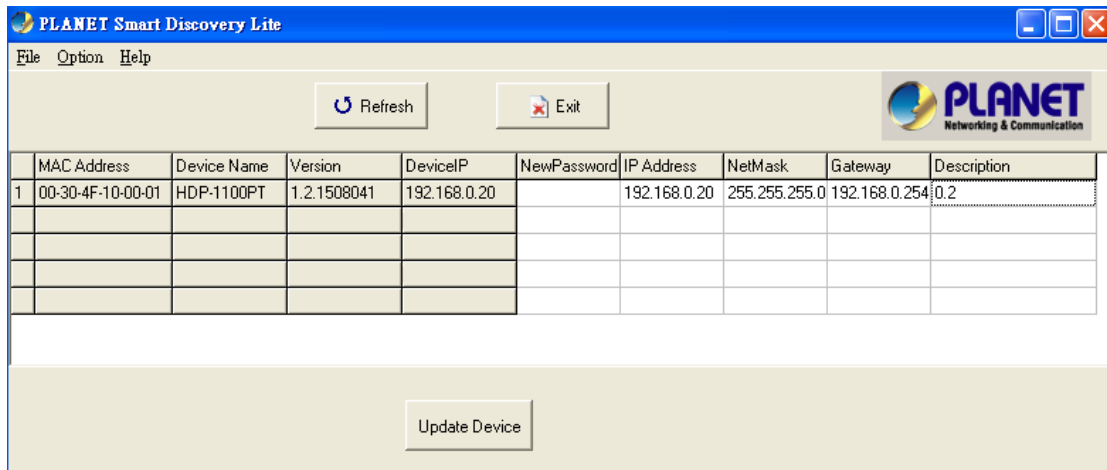 PLANET Smart Discovery Lite
File Option Help
Refresh Exit
PLANET
Networking & Communication
MAC Address Device Name Version DeviceIP NewPassword IP Address NetMask Gateway Description
1 00-30-4F-10-00-01 HDP-1100PT 1.2.1508041 192.168.0.20 192.168.0.20 255.255.255.0 192.168.0.254 0.2
Update Device